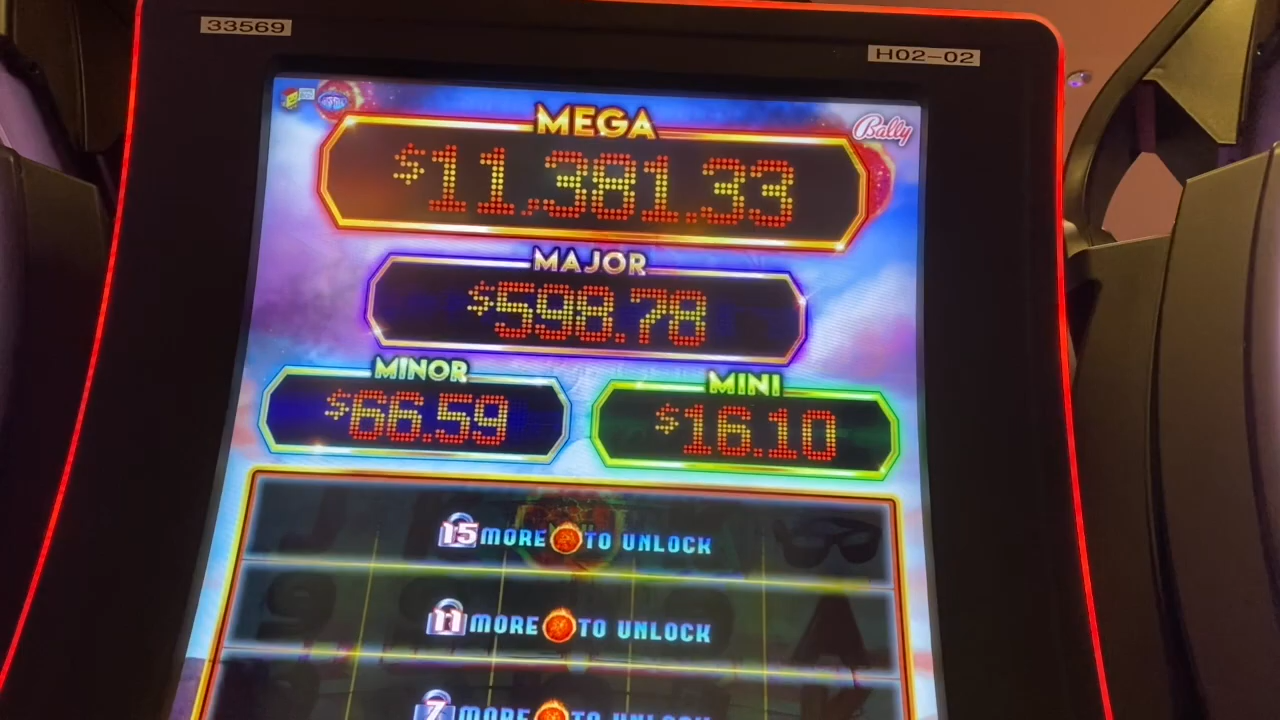 33569
H02-02
Bally
MEGA
$11,381.33
MAJOR
$598.78
MINOR
$66.59
MINI
$16.10
15 MORE TO UNLOCK
11 MORE TO UNLOCK
7 MORE TO UNLOCK